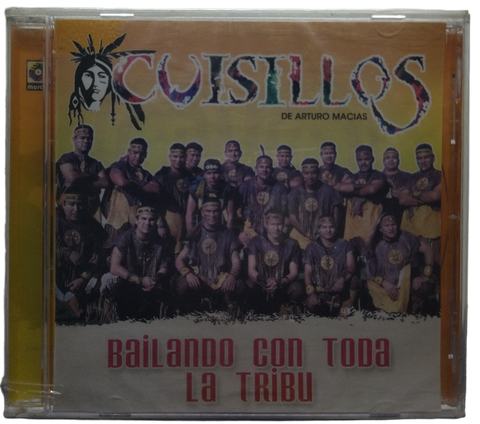 CUISILLOS
DE ARTURO MACIAS
BAILANDO CON TODA
LA TRIBU